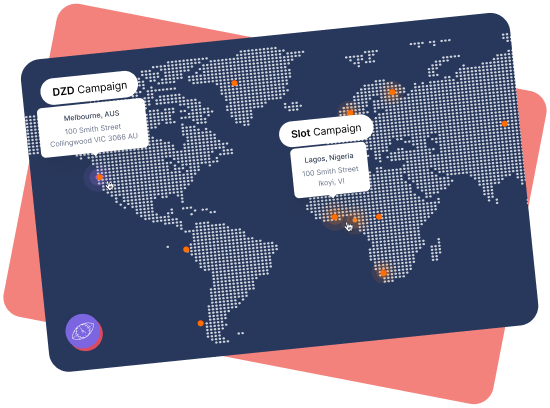 DZD Campaign
Melbourne, AUS
100 Smith Street
Collingwood VIC 3066 AU
Slot Campaign
Lagos, Nigeria
100 Smith Street
Ikoyi, VI